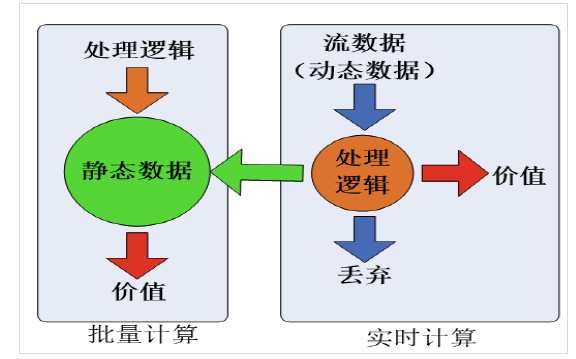 处理逻辑
静态数据
价值
批量计算
流数据
（动态数据）
处理
逻辑
价值
丢弃
实时计算